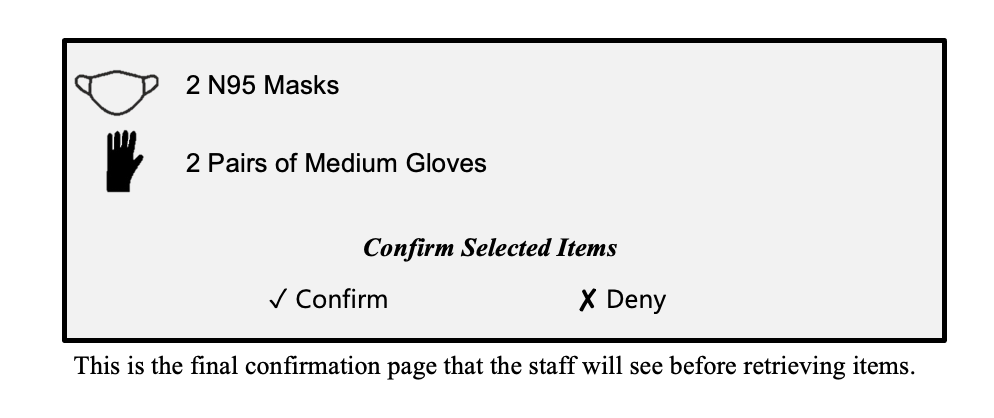 2 N95 Masks
2 Pairs of Medium Gloves
Confirm Selected Items
✓ Confirm ✗ Deny
This is the final confirmation page that the staff will see before retrieving items.